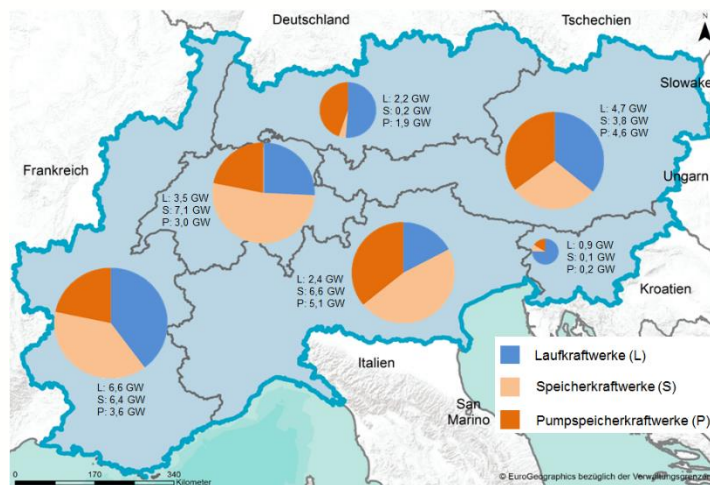 Deutschland
Tschechien
N
Slowake
L: 2,2 GW
S: 0,2 GW
P: 1,9 GW
L: 4,7 GW
S: 3,8 GW
P: 4,6 GW
Frankreich
Ungarn
L: 3,5 GW
S: 7,1 GW
P: 3,0 GW
L: 2,4 GW
S: 6,6 GW
P: 5,1 GW
L: 0,9 GW
S: 0,1 GW
P: 0,2 GW
Kroatien
L: 6,6 GW
S: 6,4 GW
P: 3,6 GW
Italien
San
Marino
Laufkraftwerke (L)
Speicherkraftwerke (S)
Pumpspeicherkraftwerke (P)
0 170 340
Kilometer
© EuroGeographics bezüglich der Verwaltungsgrenzen